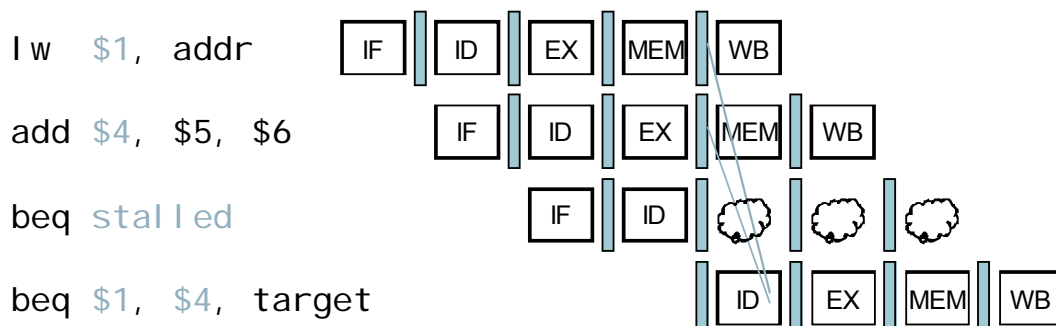 lw $1, addr IF ID EX MEM WB
add $4, $5, $6 IF ID EX MEM WB
beq stalled IF ID
beq $1, $4, target ID EX MEM WB